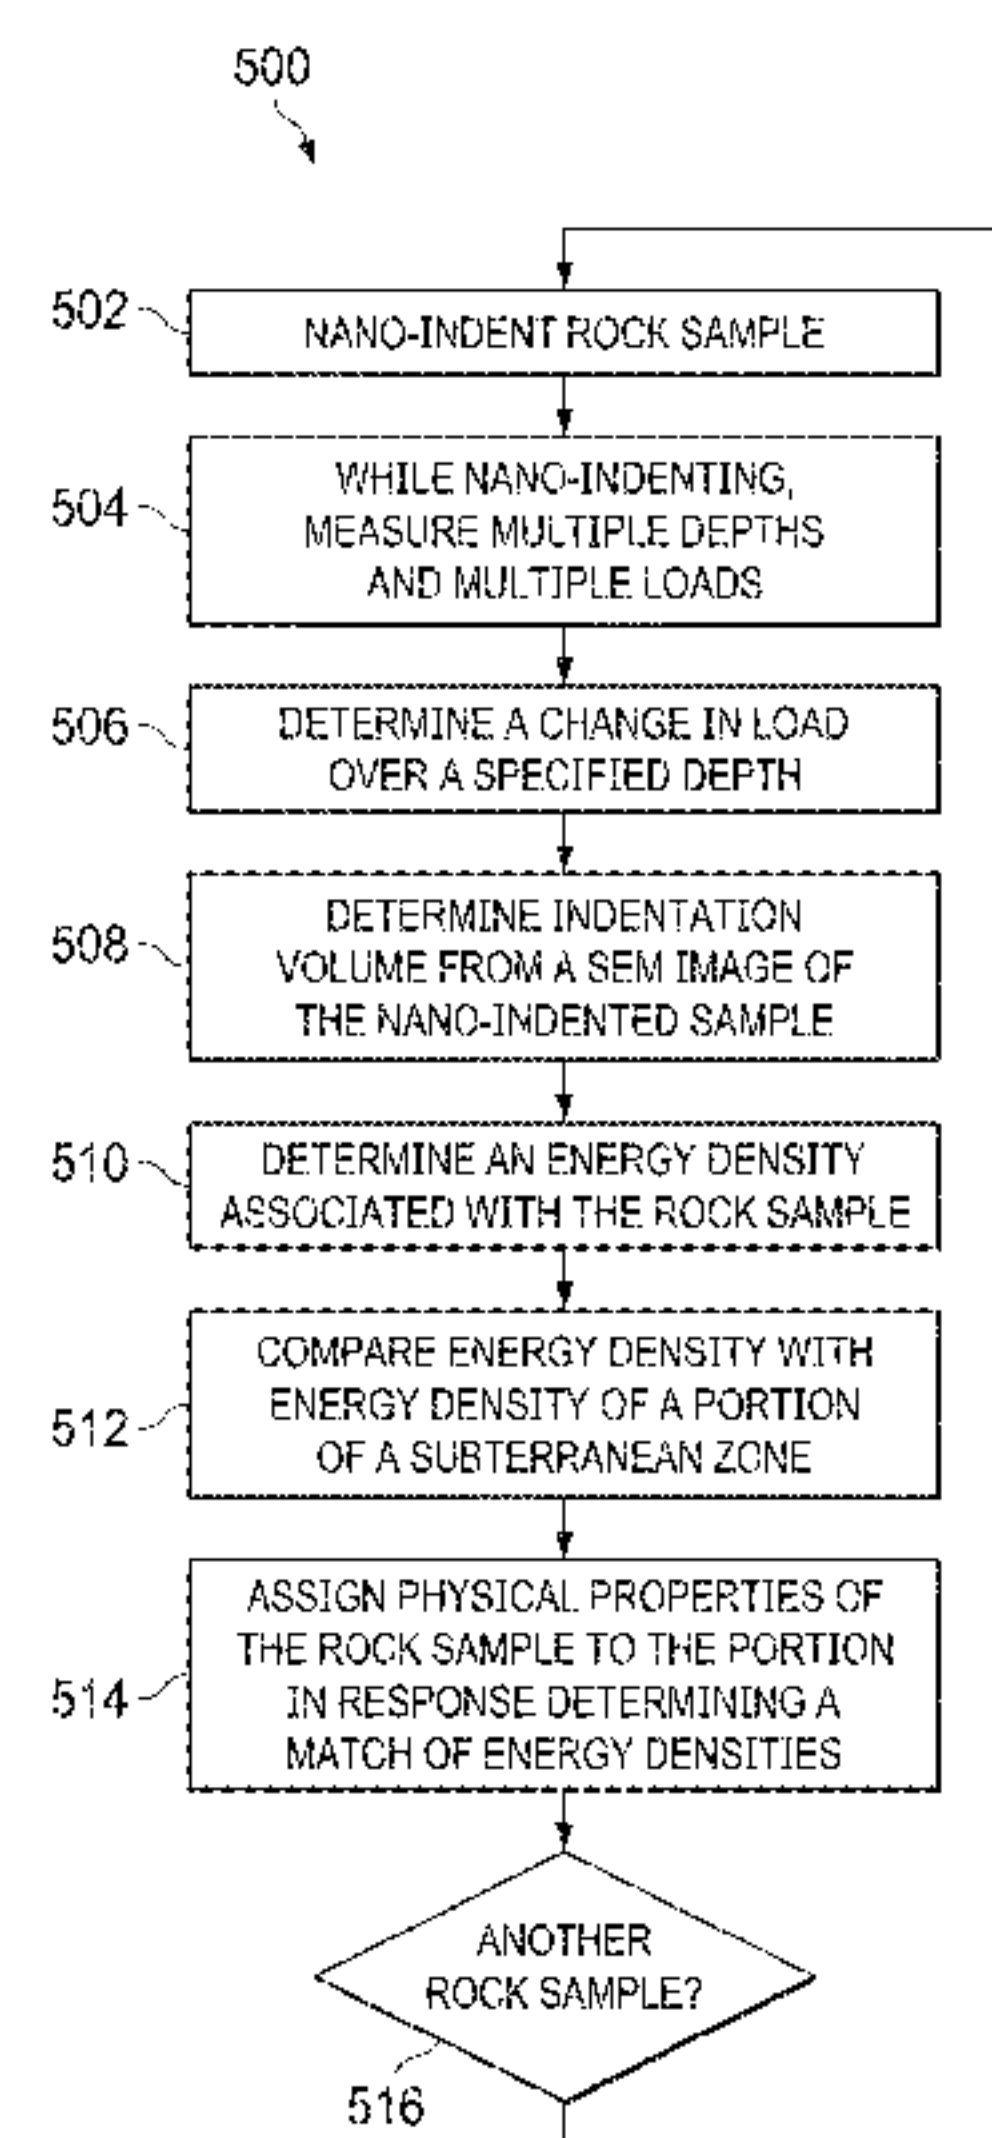 500
502
NANO-INDENT ROCK SAMPLE
504
WHILE NANO-INDENTING,
MEASURE MULTIPLE DEPTHS
AND MULTIPLE LOADS
506
DETERMINE A CHANGE IN LOAD
OVER A SPECIFIED DEPTH
508
DETERMINE INDENTATION
VOLUME FROM A SEM IMAGE OF
THE NANO-INDENTED SAMPLE
510
DETERMINE AN ENERGY DENSITY
ASSOCIATED WITH THE ROCK SAMPLE
512
COMPARE ENERGY DENSITY WITH
ENERGY DENSITY OF A PORTION
OF A SUBTERRANEAN ZONE
514
ASSIGN PHYSICAL PROPERTIES OF
THE ROCK SAMPLE TO THE PORTION
IN RESPONSE DETERMINING A
MATCH OF ENERGY DENSITIES
ANOTHER
ROCK SAMPLE?
516